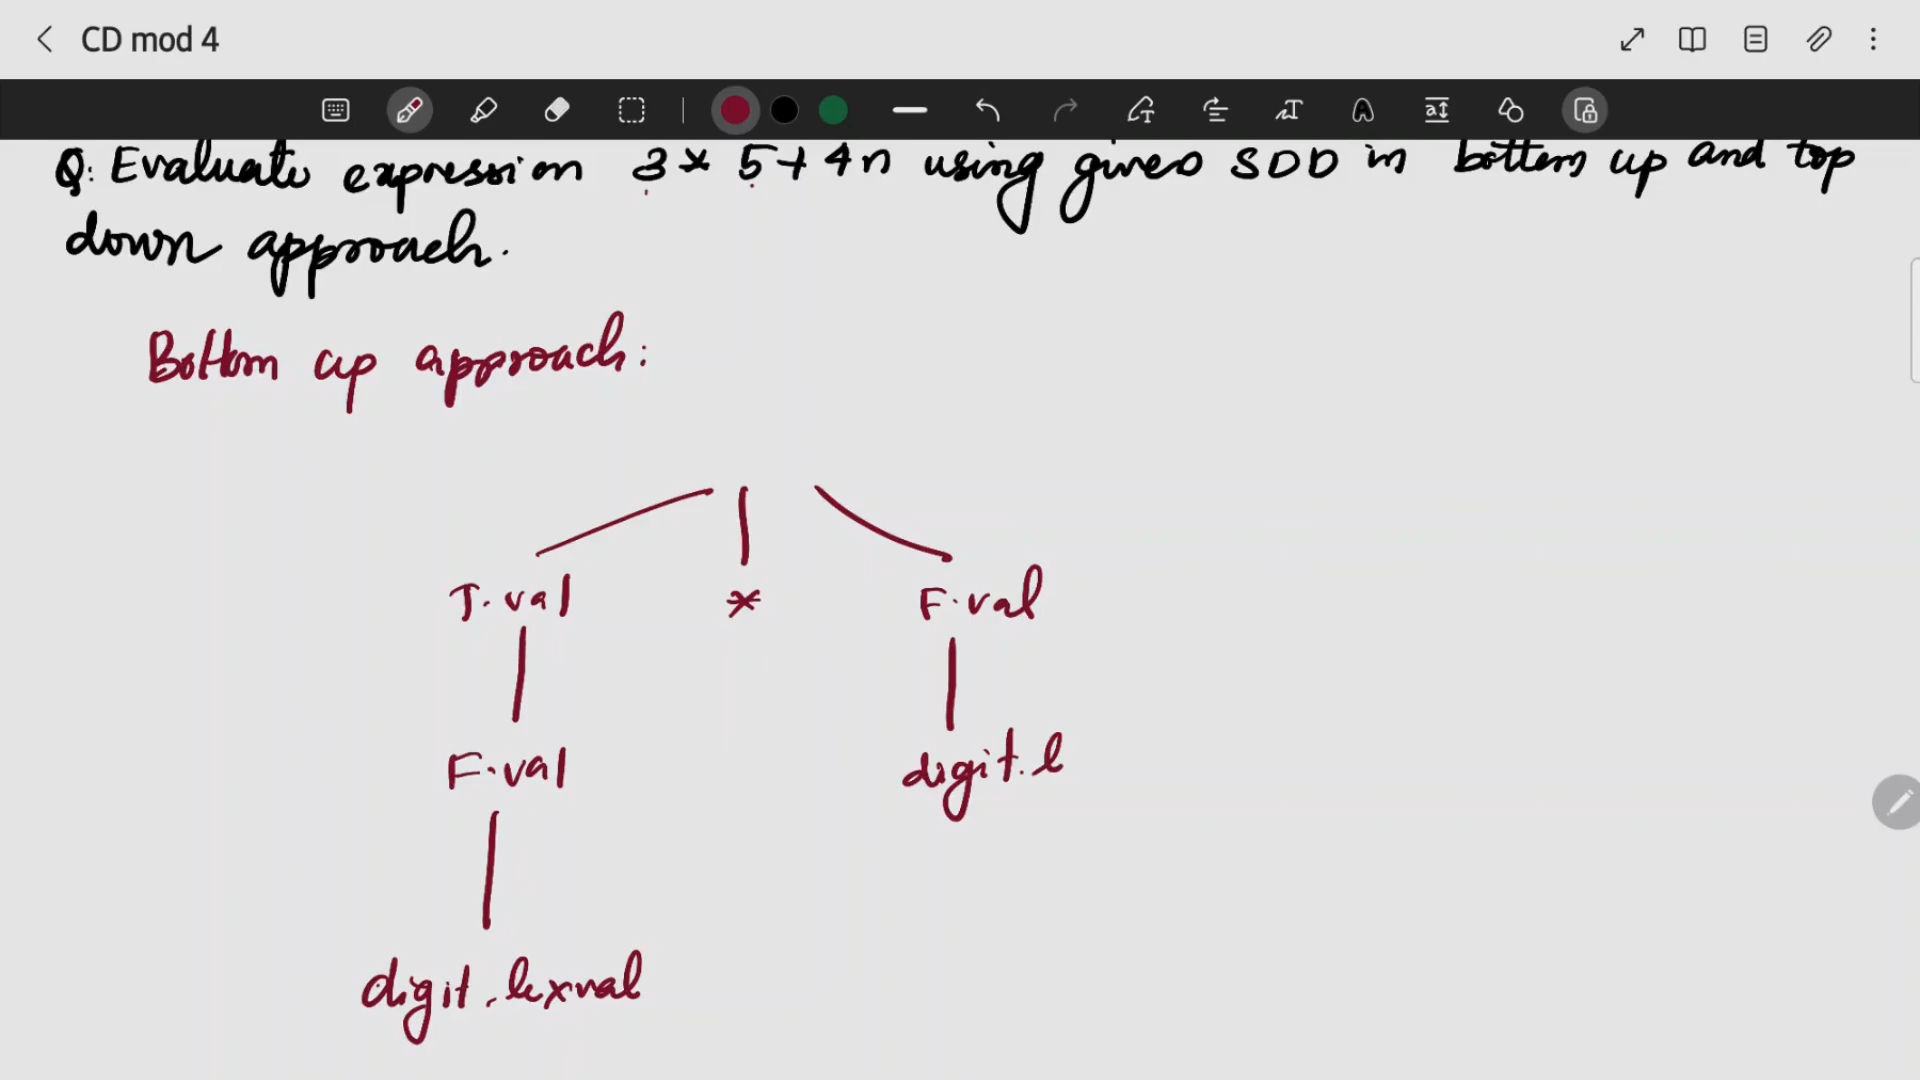 CD mod 4
Q: Evaluate expression 3 * 5 + 4n using given SDD in bottom up and top
down approach.
Bottom up approach:
T.val * F.val
F.val digit.l
digit.lexval